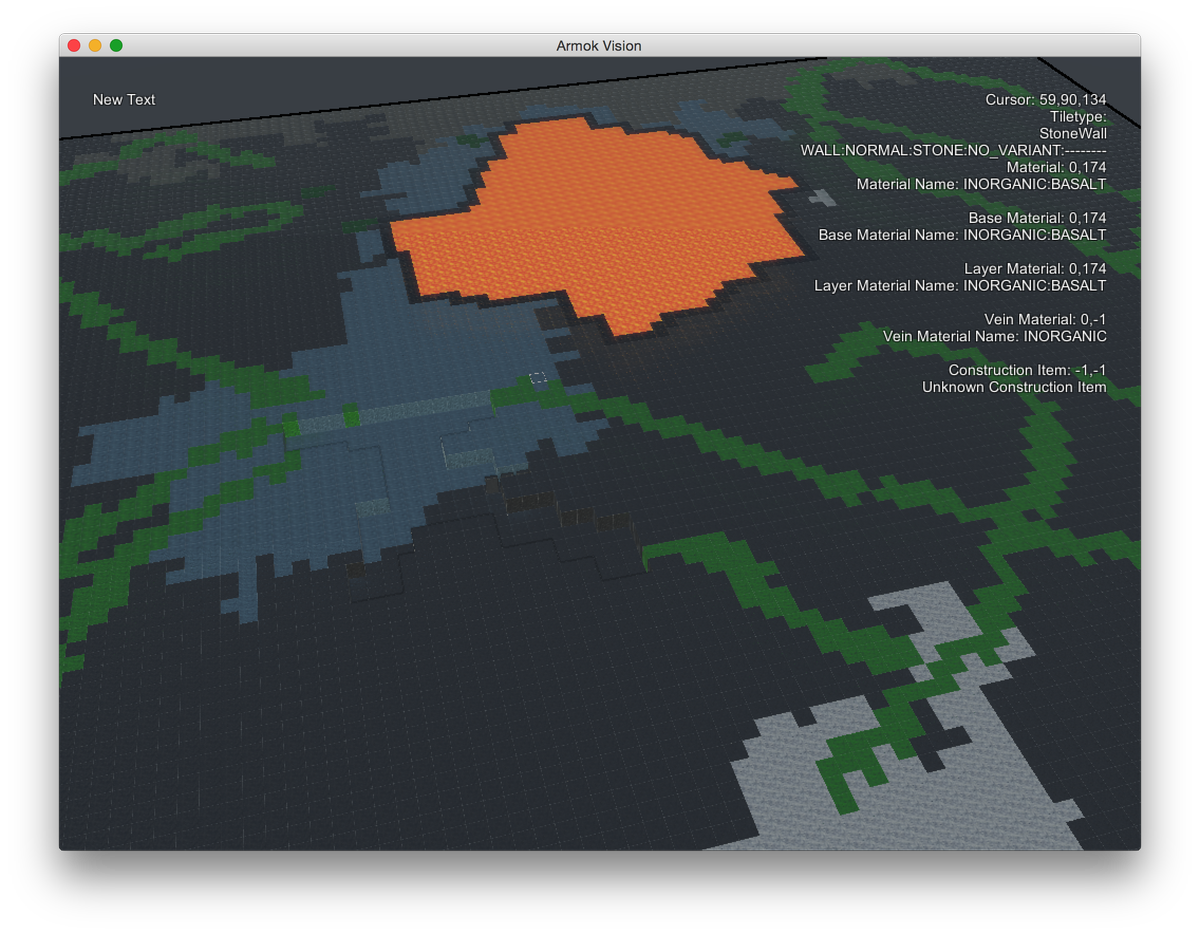 Armok Vision
New Text
Cursor: 59,90,134
Tiletype:
StoneWall
WALL:NORMAL:STONE:NO_VARIANT:--------
Material: 0,174
Material Name: INORGANIC:BASALT
Base Material: 0,174
Base Material Name: INORGANIC:BASALT
Layer Material: 0,174
Layer Material Name: INORGANIC:BASALT
Vein Material: 0,-1
Vein Material Name: INORGANIC
Construction Item: -1,-1
Unknown Construction Item